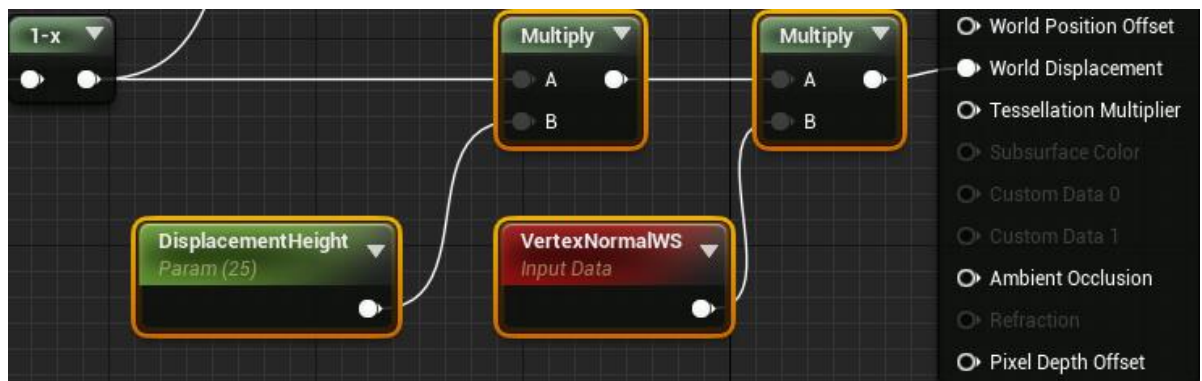 1-x
Multiply
A
B
Multiply
A
B
DisplacementHeight
Param (25)
VertexNormalWS
Input Data
World Position Offset
World Displacement
Tessellation Multiplier
Subsurface Color
Custom Data 0
Custom Data 1
Ambient Occlusion
Refraction
Pixel Depth Offset